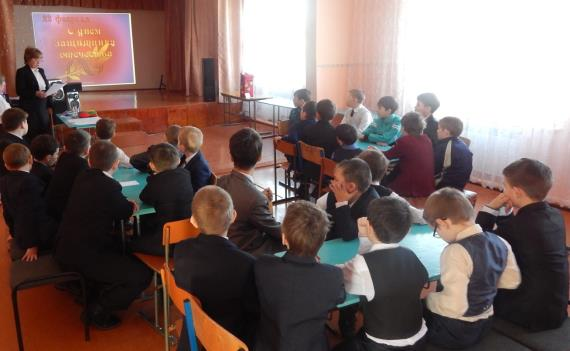 23 февраля
С днем
защитника
отечества